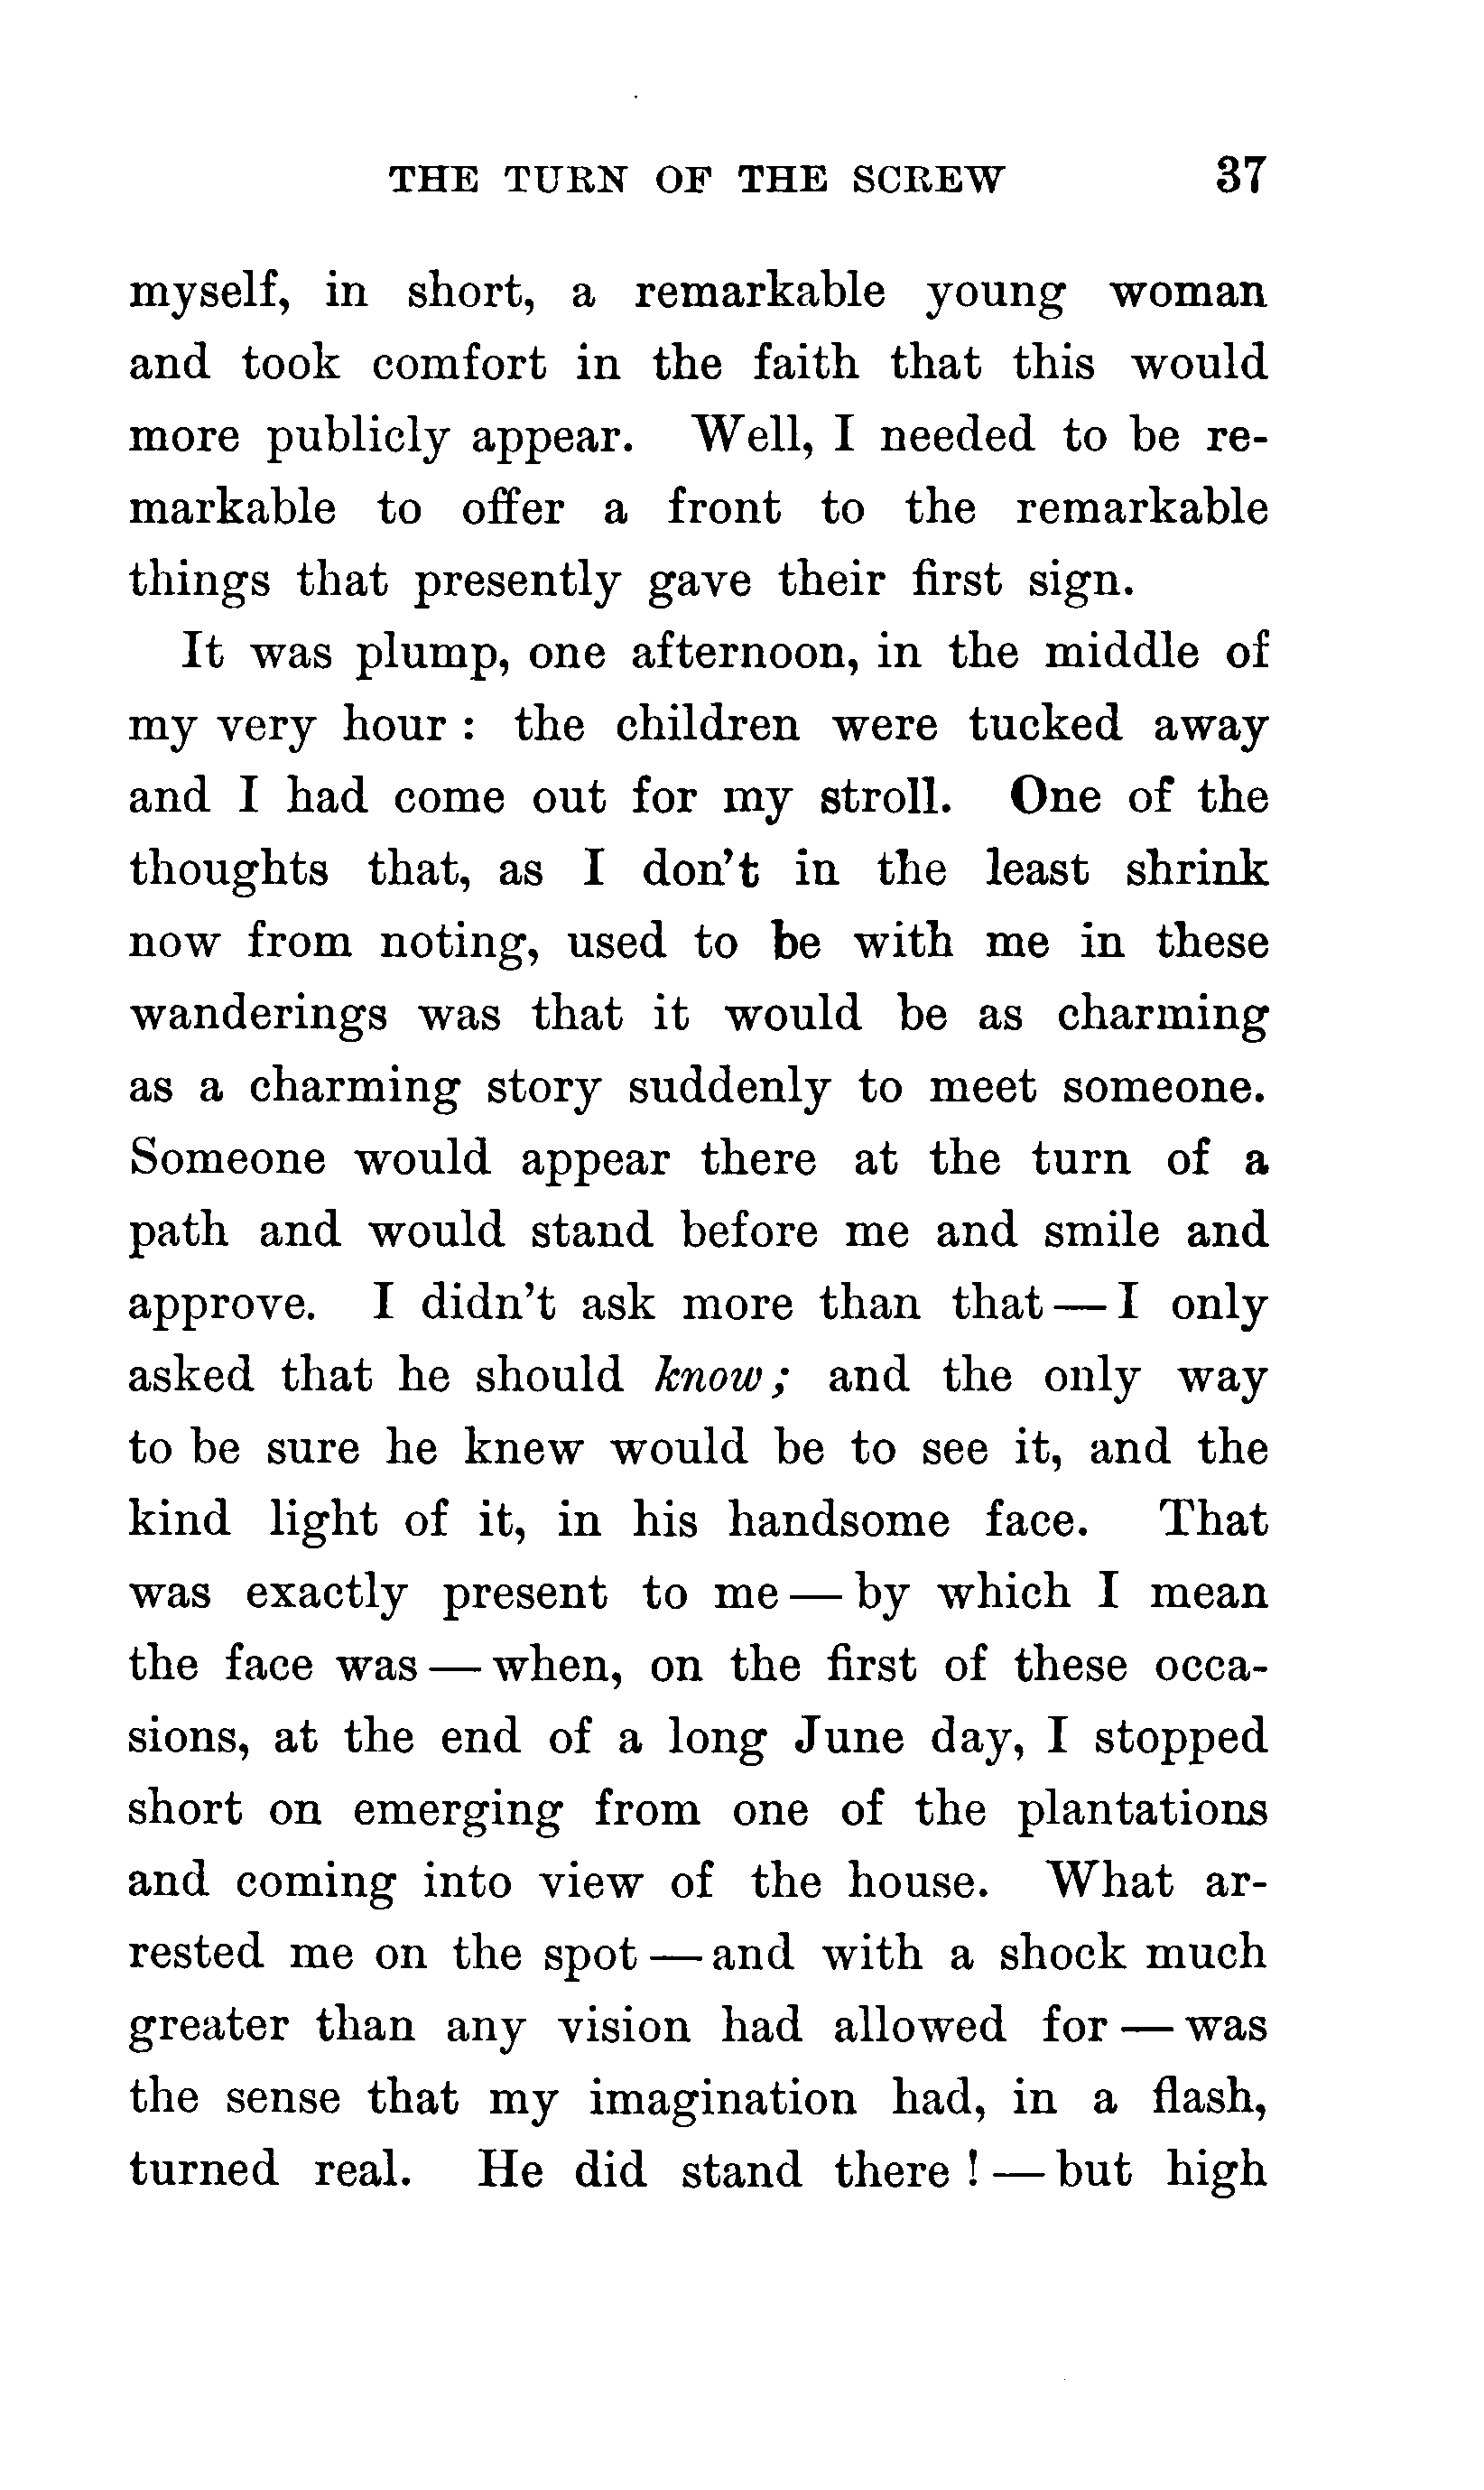 THE TURN OF THE SCREW 37
myself, in short, a remarkable young woman
and took comfort in the faith that this would
more publicly appear. Well, I needed to be re-
markable to offer a front to the remarkable
things that presently gave their first sign.
It was plump, one afternoon, in the middle of
my very hour : the children were tucked away
and I had come out for my stroll. One of the
thoughts that, as I don't in the least shrink
now from noting, used to be with me in these
wanderings was that it would be as charming
as a charming story suddenly to meet someone.
Someone would appear there at the turn of a
path and would stand before me and smile and
approve. I didn't ask more than that — I only
asked that he should know ; and the only way
to be sure he knew would be to see it, and the
kind light of it, in his handsome face. That
was exactly present to me — by which I mean
the face was — when, on the first of these occa-
sions, at the end of a long June day, I stopped
short on emerging from one of the plantations
and coming into view of the house. What ar-
rested me on the spot — and with a shock much
greater than any vision had allowed for — was
the sense that my imagination had, in a flash,
turned real. He did stand there ! — but high